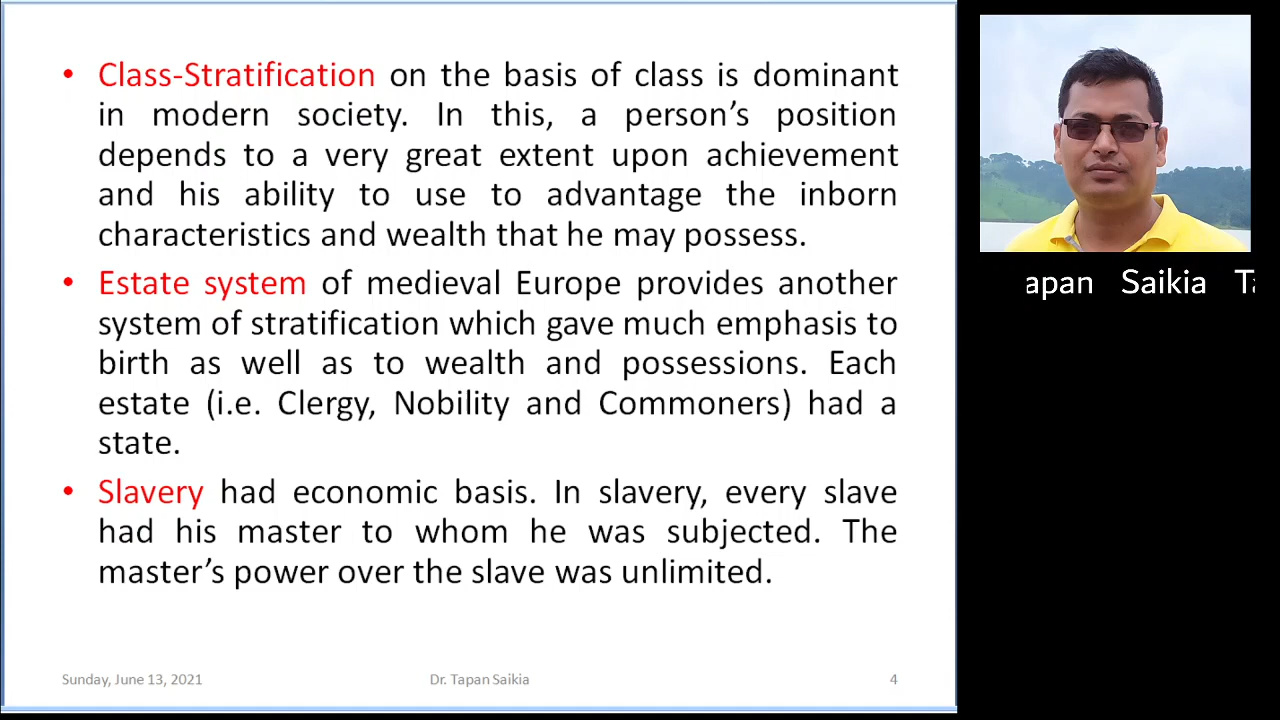 • Class-Stratification on the basis of class is dominant
in modern society. In this, a person’s position
depends to a very great extent upon achievement
and his ability to use to advantage the inborn
characteristics and wealth that he may possess.
• Estate system of medieval Europe provides another
system of stratification which gave much emphasis to
birth as well as to wealth and possessions. Each
estate (i.e. Clergy, Nobility and Commoners) had a
state.
• Slavery had economic basis. In slavery, every slave
had his master to whom he was subjected. The
master’s power over the slave was unlimited.
Sunday, June 13, 2021
Dr. Tapan Saikia
4
apan Saikia Ta